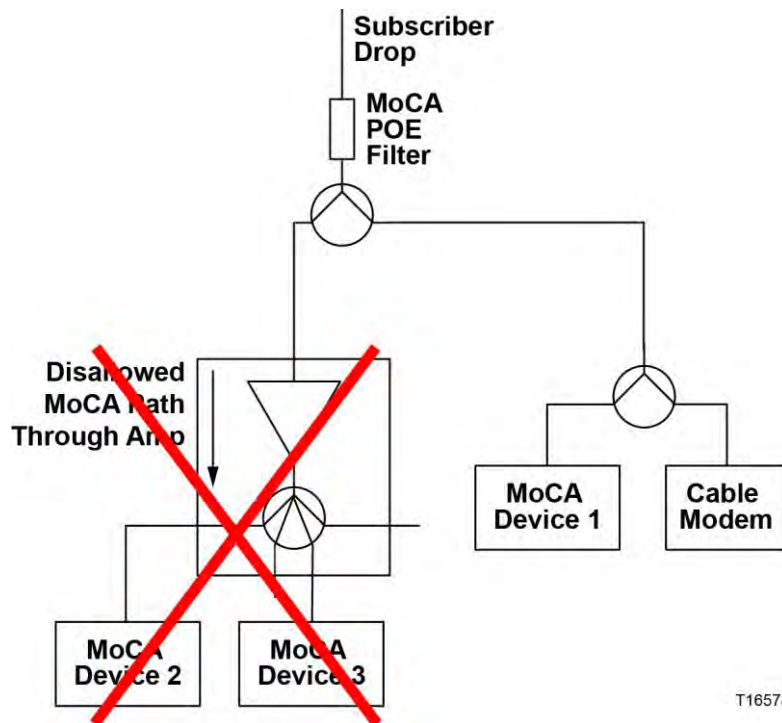 Subscriber
Drop
MoCA
POE
Filter
Disallowed
MoCA Path
Through Amp
MoCA
Device 1
Cable
Modem
MoCA
Device 2
MoCA
Device 3
T1657